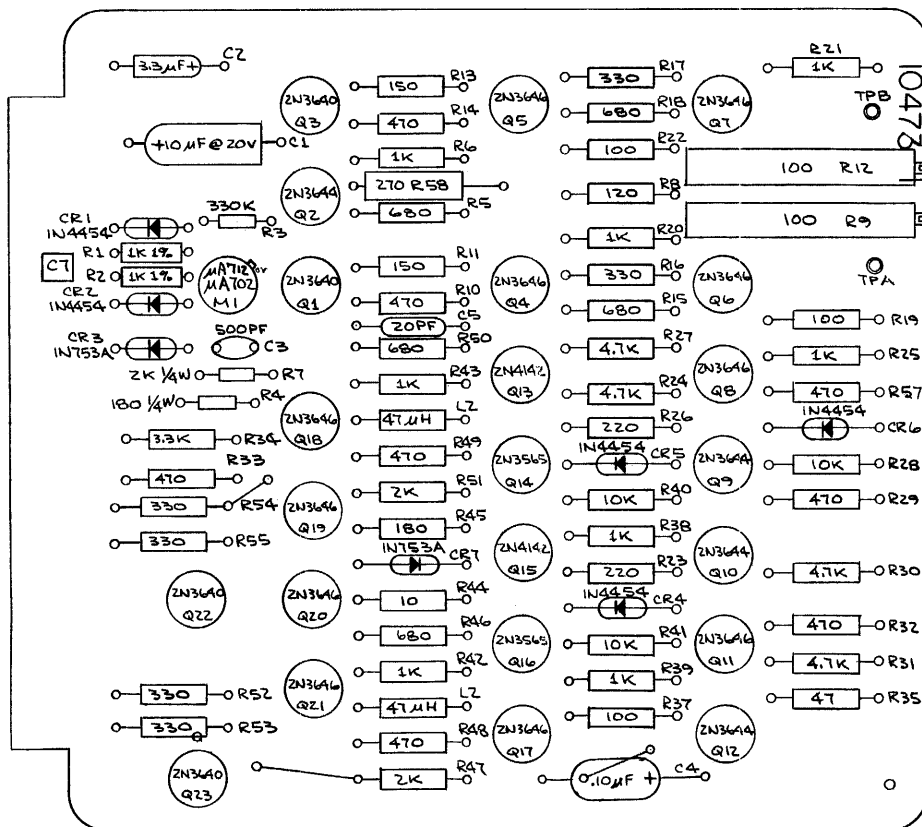 C2
3.3µF+
+10µF@20V
C1
CR1
1N4454
330K
R3
R1
1K 1%
C7
R2
1K 1%
CR2
1N4454
µA712 or
µA702
M1
CR3
1N753A
500PF
C3
2K ¼W
R7
180 ¼W
R4
3.3K
R34
R33
470
330
R54
330
R55
2N3640
Q22
330
R52
330
R53
2N3640
Q23
2N3640
Q3
2N3644
Q2
2N3640
Q1
2N3646
Q18
2N3646
Q19
2N3646
Q20
2N3646
Q21
150
R13
470
R14
1K
R6
270 R58
680
R5
150
R11
470
R10
20PF
C5
680
R50
1K
R43
47µH
L2
470
R49
2K
R51
180
R45
1N753A
CR7
10
R44
680
R46
1K
R42
47µH
L2
470
R48
2K
R47
2N3646
Q5
2N3646
Q4
2N4142
Q13
2N3565
Q14
2N4142
Q15
2N3565
Q16
2N3646
Q17
330
R17
680
R18
100
R22
120
R8
1K
R20
330
R16
680
R15
4.7K
R27
4.7K
R24
220
R26
1N4454
CR5
10K
R40
1K
R38
220
R23
1N4454
CR4
10K
R41
1K
R39
100
R37
.10µF +
C4
2N3646
Q7
2N3646
Q6
2N3646
Q8
2N3644
Q9
2N3644
Q10
2N3646
Q11
2N3644
Q12
R21
1K
10473
TPB
100 R12
100 R9
TPA
100
R19
1K
R25
470
R57
1N4454
CR6
10K
R28
470
R29
4.7K
R30
470
R32
4.7K
R31
47
R35